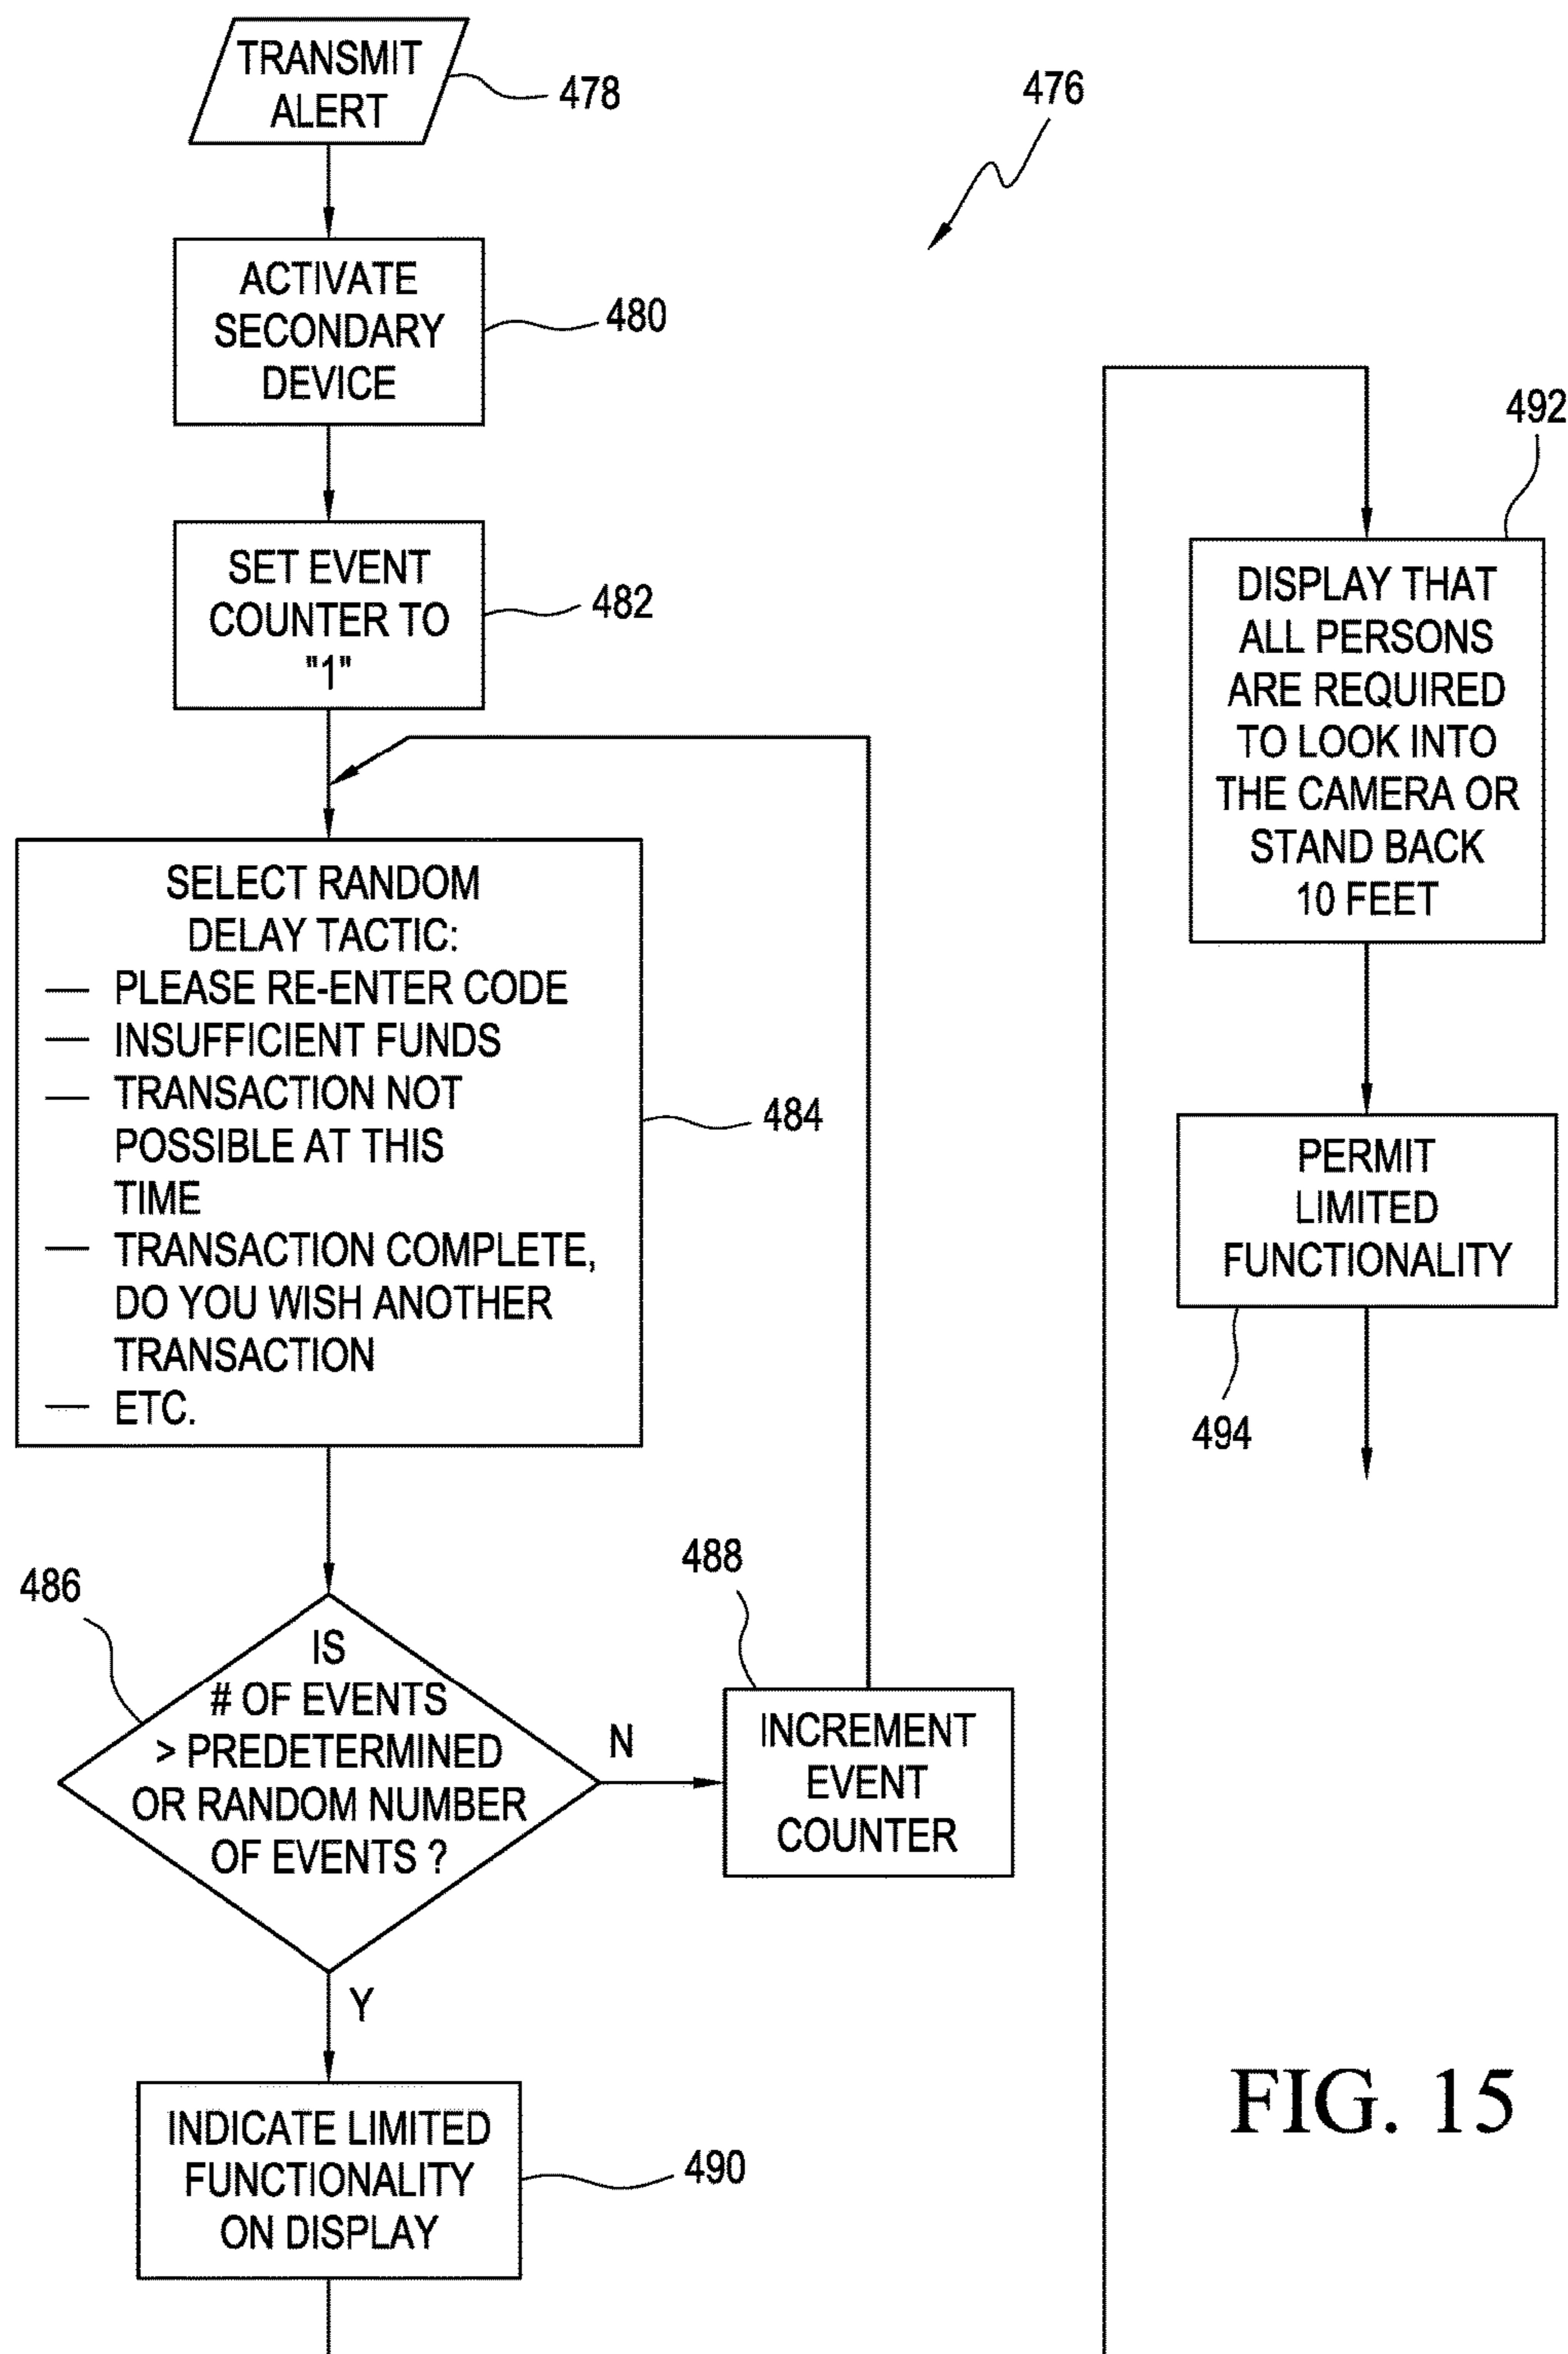 TRANSMIT
ALERT
478
476
ACTIVATE
SECONDARY
DEVICE
480
SET EVENT
COUNTER TO
"1"
482
SELECT RANDOM
DELAY TACTIC:
— PLEASE RE-ENTER CODE
— INSUFFICIENT FUNDS
— TRANSACTION NOT
POSSIBLE AT THIS
TIME
— TRANSACTION COMPLETE,
DO YOU WISH ANOTHER
TRANSACTION
— ETC.
484
486
IS
# OF EVENTS
> PREDETERMINED
OR RANDOM NUMBER
OF EVENTS ?
N
488
INCREMENT
EVENT
COUNTER
Y
INDICATE LIMITED
FUNCTIONALITY
ON DISPLAY
490
492
DISPLAY THAT
ALL PERSONS
ARE REQUIRED
TO LOOK INTO
THE CAMERA OR
STAND BACK
10 FEET
PERMIT
LIMITED
FUNCTIONALITY
494
FIG. 15